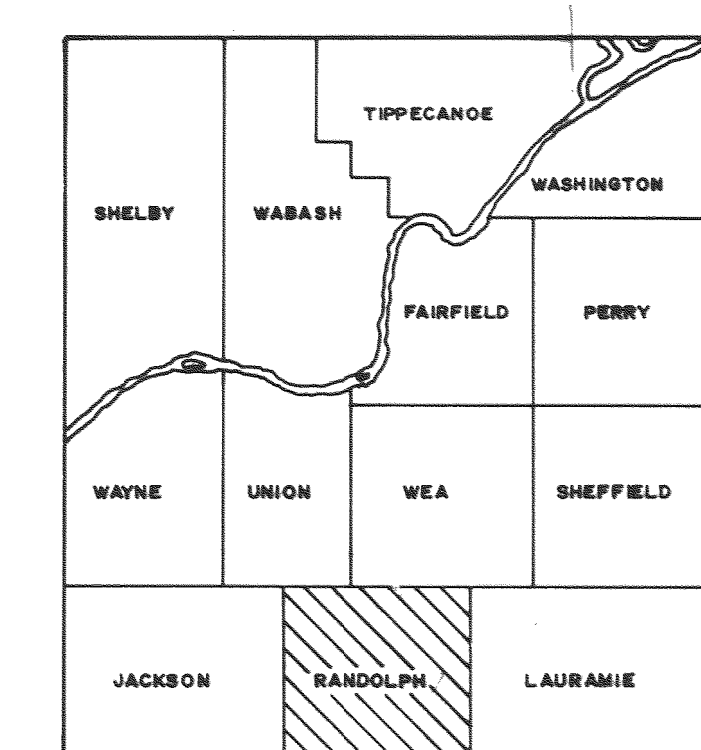 TIPPECANOE
WASHINGTON
SHELBY
WABASH
FAIRFIELD
PERRY
WAYNE
UNION
WEA
SHEFFIELD
JACKSON
RANDOLPH
LAURAMIE